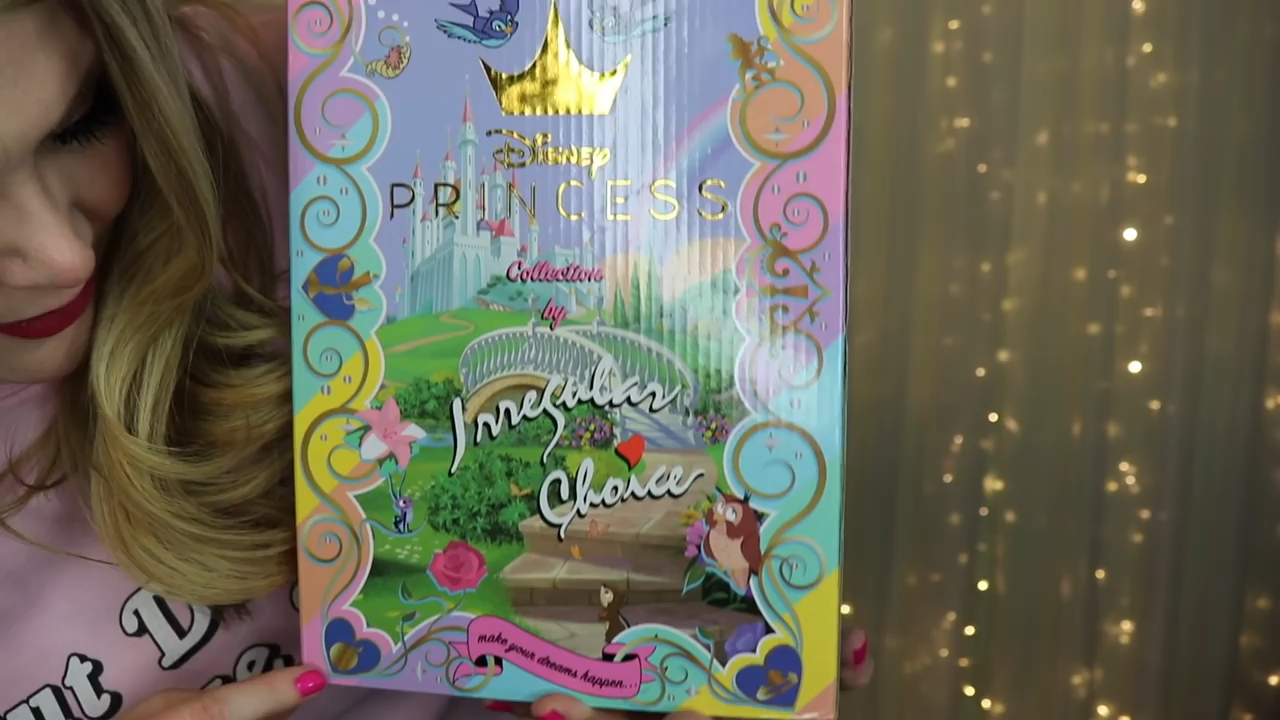 Disney
PRINCESS
Collection
by
Irregular
Choice
make your dreams happen...